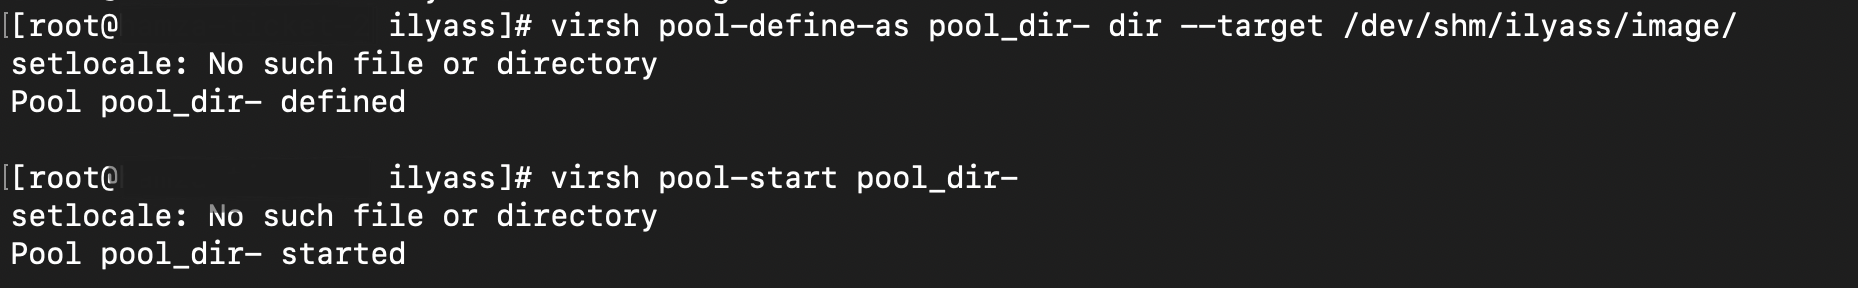 [[root@ ilyass]# virsh pool-define-as pool_dir- dir --target /dev/shm/ilyass/image/
setlocale: No such file or directory
Pool pool_dir- defined
[[root@ ilyass]# virsh pool-start pool_dir-
setlocale: No such file or directory
Pool pool_dir- started